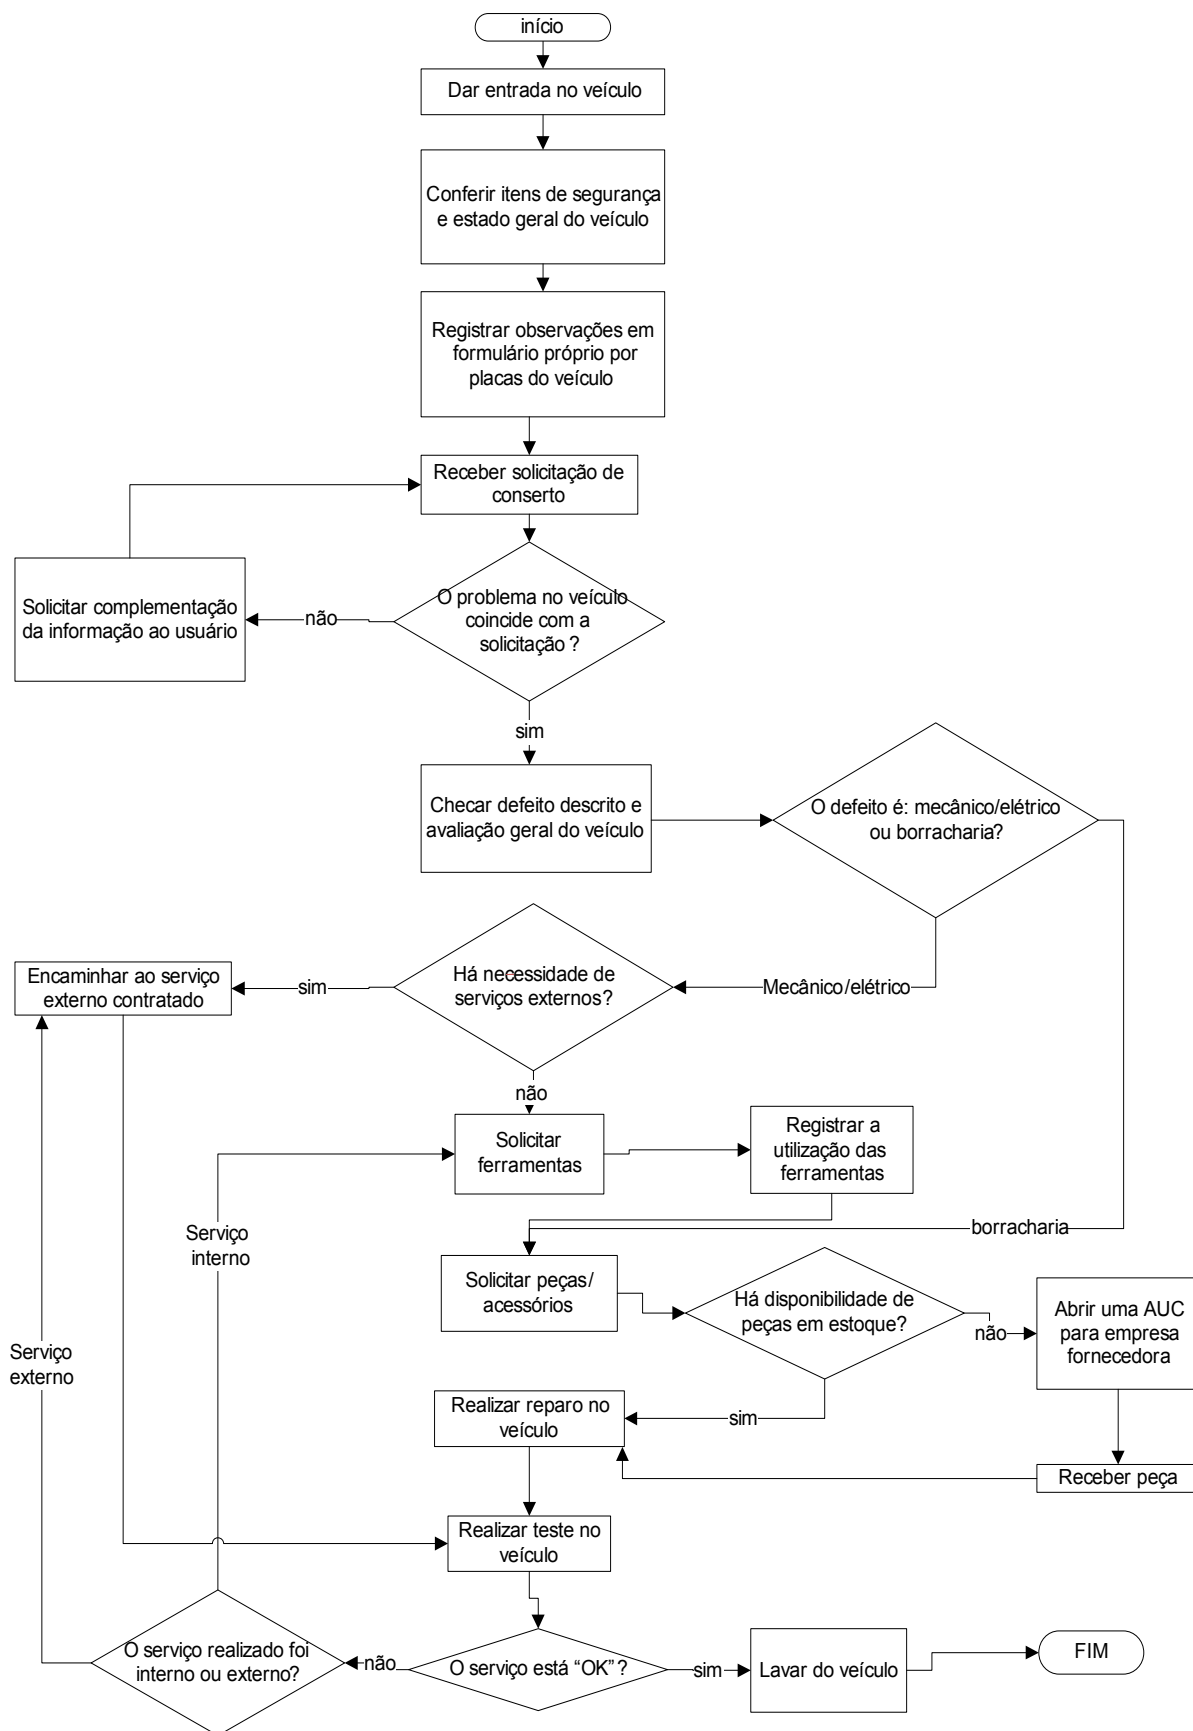 início
Dar entrada no veículo
Conferir itens de segurança
e estado geral do veículo
Registrar observações em
formulário próprio por
placas do veículo
Receber solicitação de
conserto
O problema no veículo
coincide com a
solicitação ?
não
Solicitar complementação
da informação ao usuário
sim
Checar defeito descrito e
avaliação geral do veículo
O defeito é: mecânico/elétrico
ou borracharia?
Mecânico/elétrico
Há necessidade de
serviços externos?
sim
Encaminhar ao serviço
externo contratado
não
Solicitar
ferramentas
Registrar a
utilização das
ferramentas
borracharia
Serviço
interno
Solicitar peças/
acessórios
Há disponibilidade de
peças em estoque?
não
Abrir uma AUC
para empresa
fornecedora
Serviço
externo
sim
Realizar reparo no
veículo
Receber peça
Realizar teste no
veículo
O serviço está “OK” ?
não
O serviço realizado foi
interno ou externo?
sim
Lavar do veículo
FIM